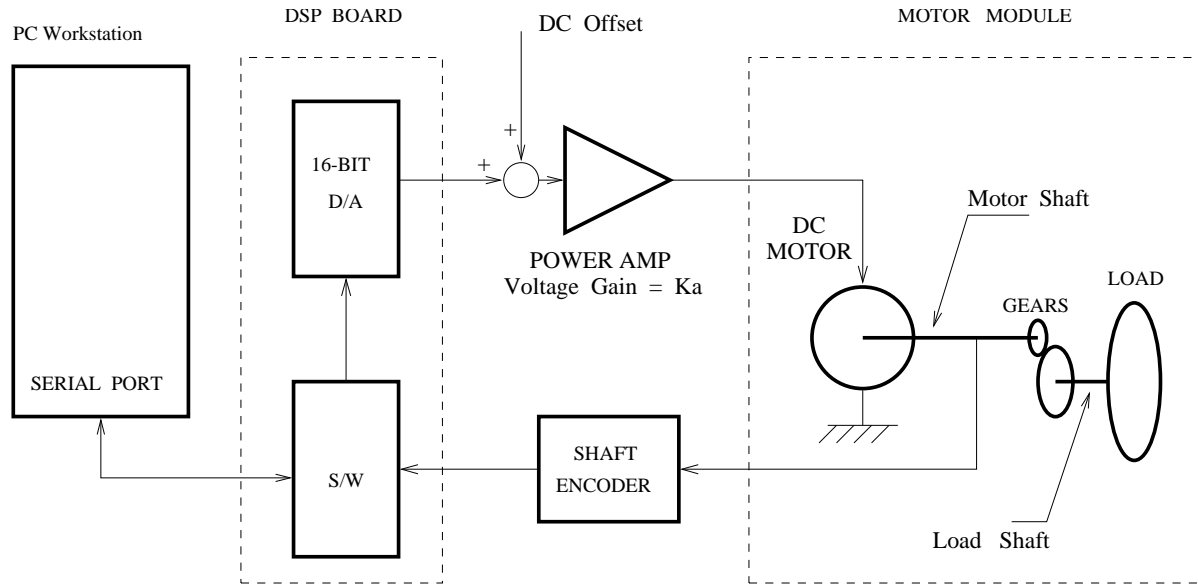 DSP BOARD
DC Offset
MOTOR MODULE
PC Workstation
+
+
16-BIT
D/A
Motor Shaft
DC
MOTOR
POWER AMP
Voltage Gain = Ka
LOAD
GEARS
SERIAL PORT
S/W
SHAFT
ENCODER
Load Shaft